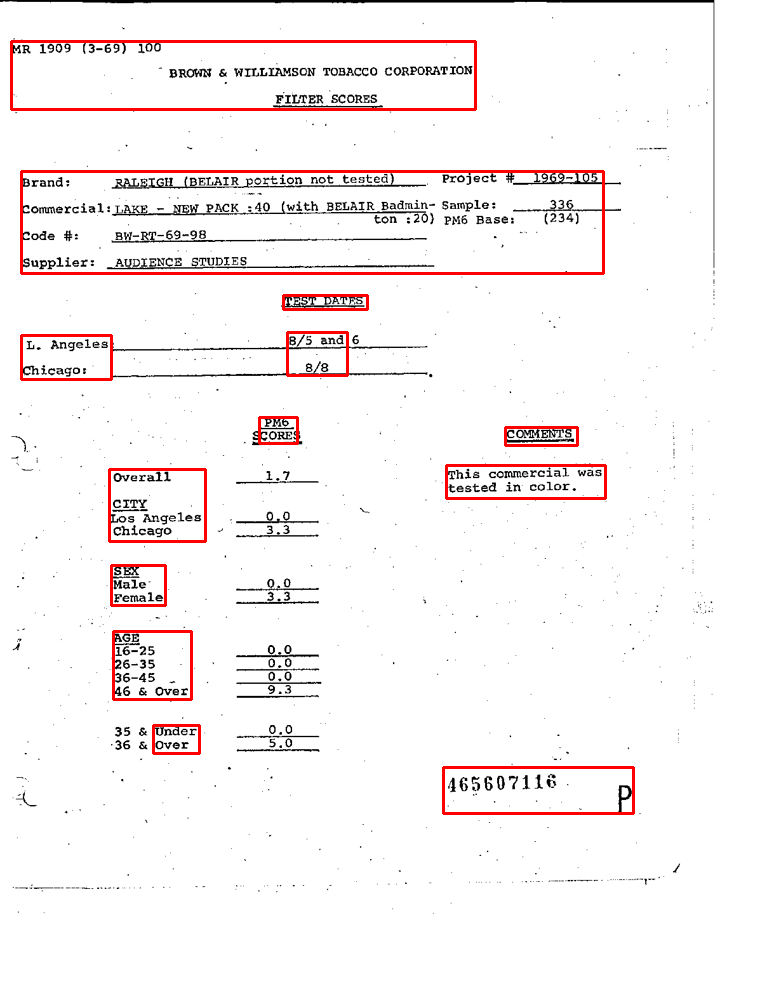 MR 1909 (3-69) 100
BROWN & WILLIAMSON TOBACCO CORPORATION
FILTER SCORES
Brand: RALEIGH (BELAIR portion not tested) Project # 1969-105
Commercial: LAKE - NEW PACK :40 (with BELAIR Badmin- Sample: 336
ton :20) PM6 Base: (234)
Code #: BW-RT-69-98
Supplier: AUDIENCE STUDIES
TEST DATES
L. Angeles 8/5 and 6
Chicago: 8/8
PM6
SCORES
COMMENTS
Overall 1.7
This commercial was
tested in color.
CITY
Los Angeles 0.0
Chicago 3.3
SEX
Male 0.0
Female 3.3
AGE
16-25 0.0
26-35 0.0
36-45 0.0
46 & Over 9.3
35 & Under 0.0
36 & Over 5.0
465607116
P